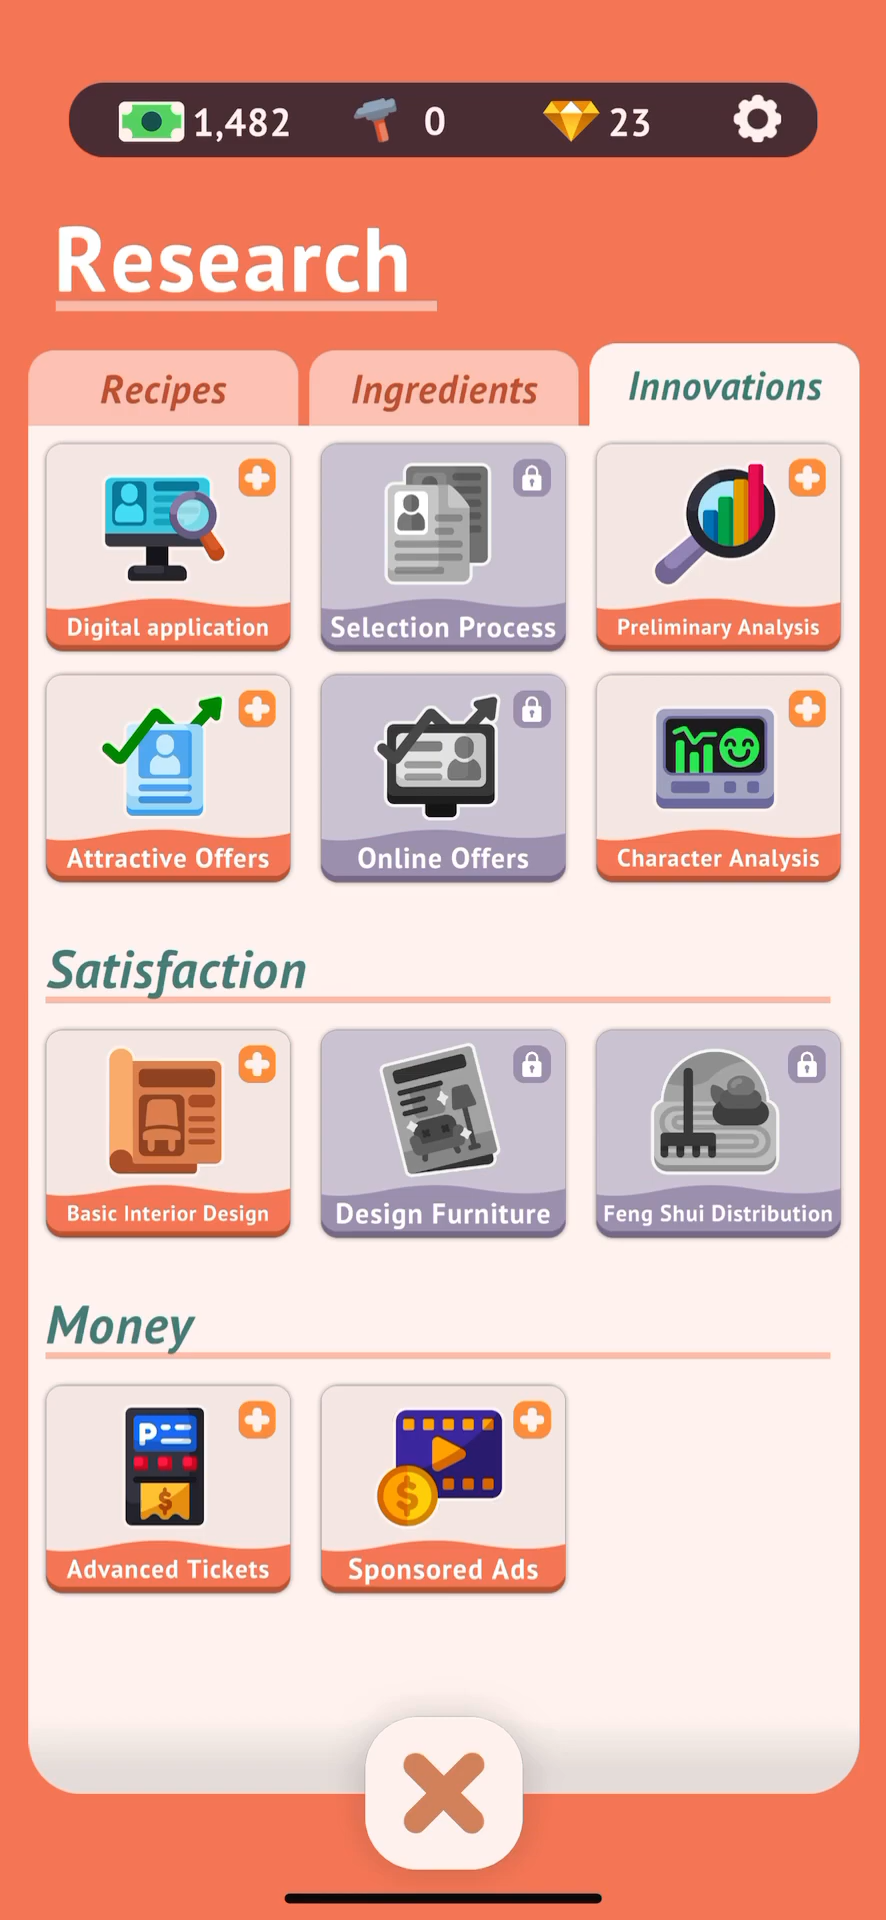 1,482 0 23
Research
Recipes Ingredients Innovations
Digital application Selection Process Preliminary Analysis
Attractive Offers Online Offers Character Analysis
Satisfaction
Basic Interior Design Design Furniture Feng Shui Distribution
Money
P
$ $
Advanced Tickets Sponsored Ads